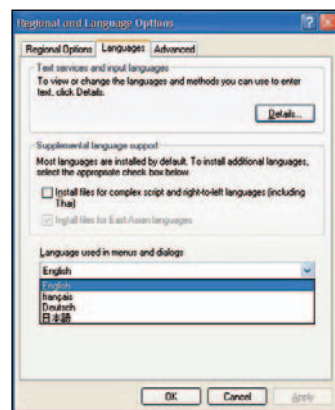 Regional and Language Options
Regional Options Languages Advanced
Text services and input languages
To view or change the languages and methods you can use to enter
text, click Details.
Details...
Supplemental language support
Most languages are installed by default. To install additional languages,
select the appropriate check box below.
Install files for complex script and right-to-left languages (including
Thai)
Install files for East Asian languages
Language used in menus and dialogs
English
English
français
Deutsch
日本語
OK Cancel Apply